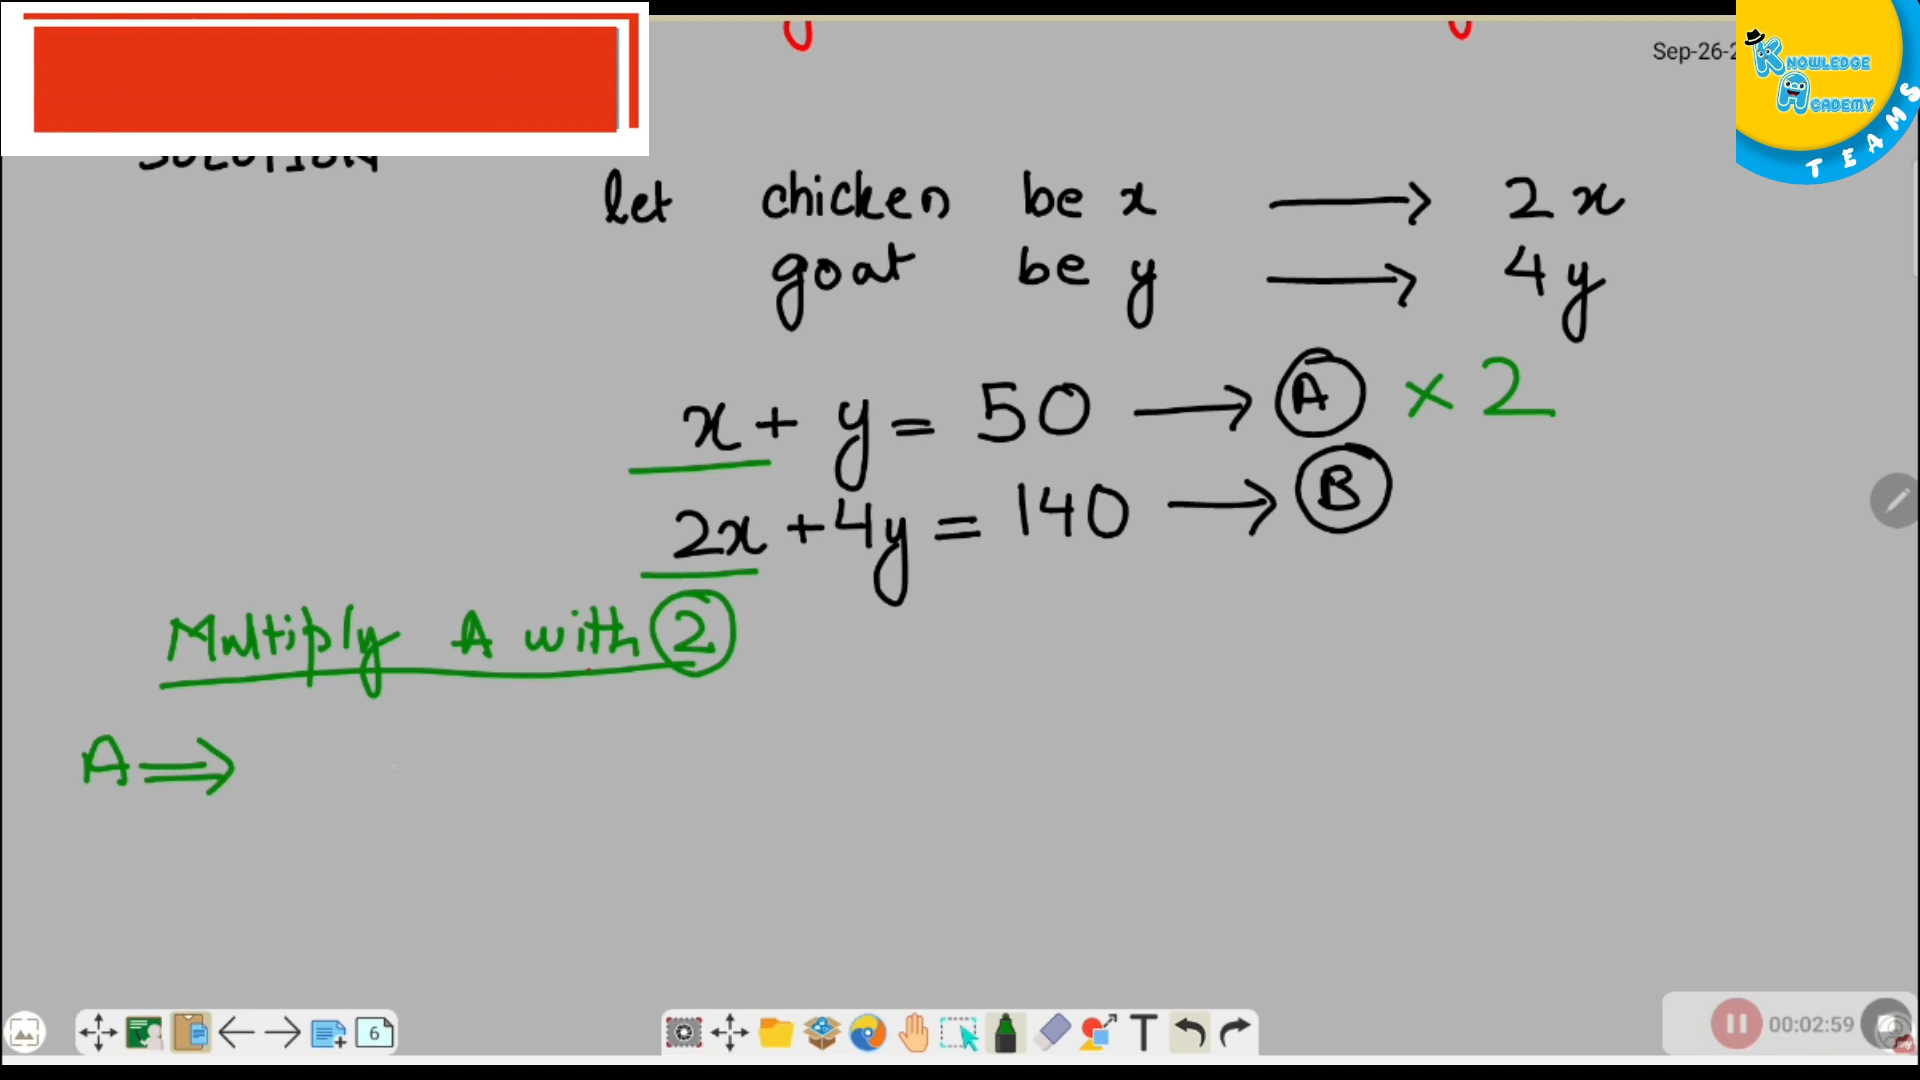 Sep-26-2
KNOWLEDGE
ACADEMY
TEAMS
SOLUTION
let chicken be x ⟶ 2x
goat be y ⟶ 4y
x + y = 50 ⟶ A × 2
2x + 4y = 140 ⟶ B
Multiply A with 2
A ⟹
6
T
00:02:59